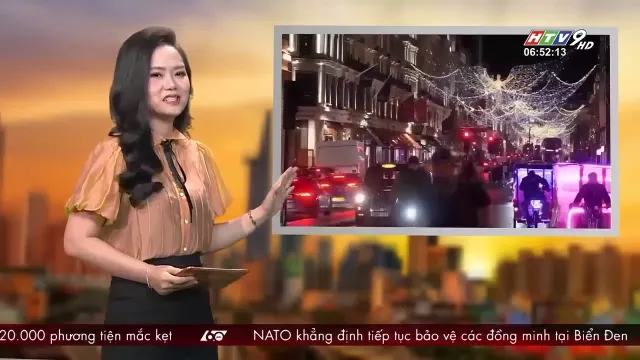 HTV9 HD
06:52:13
20.000 phương tiện mắc kẹt 60 NATO khẳng định tiếp tục bảo vệ các đồng minh tại Biển Đen